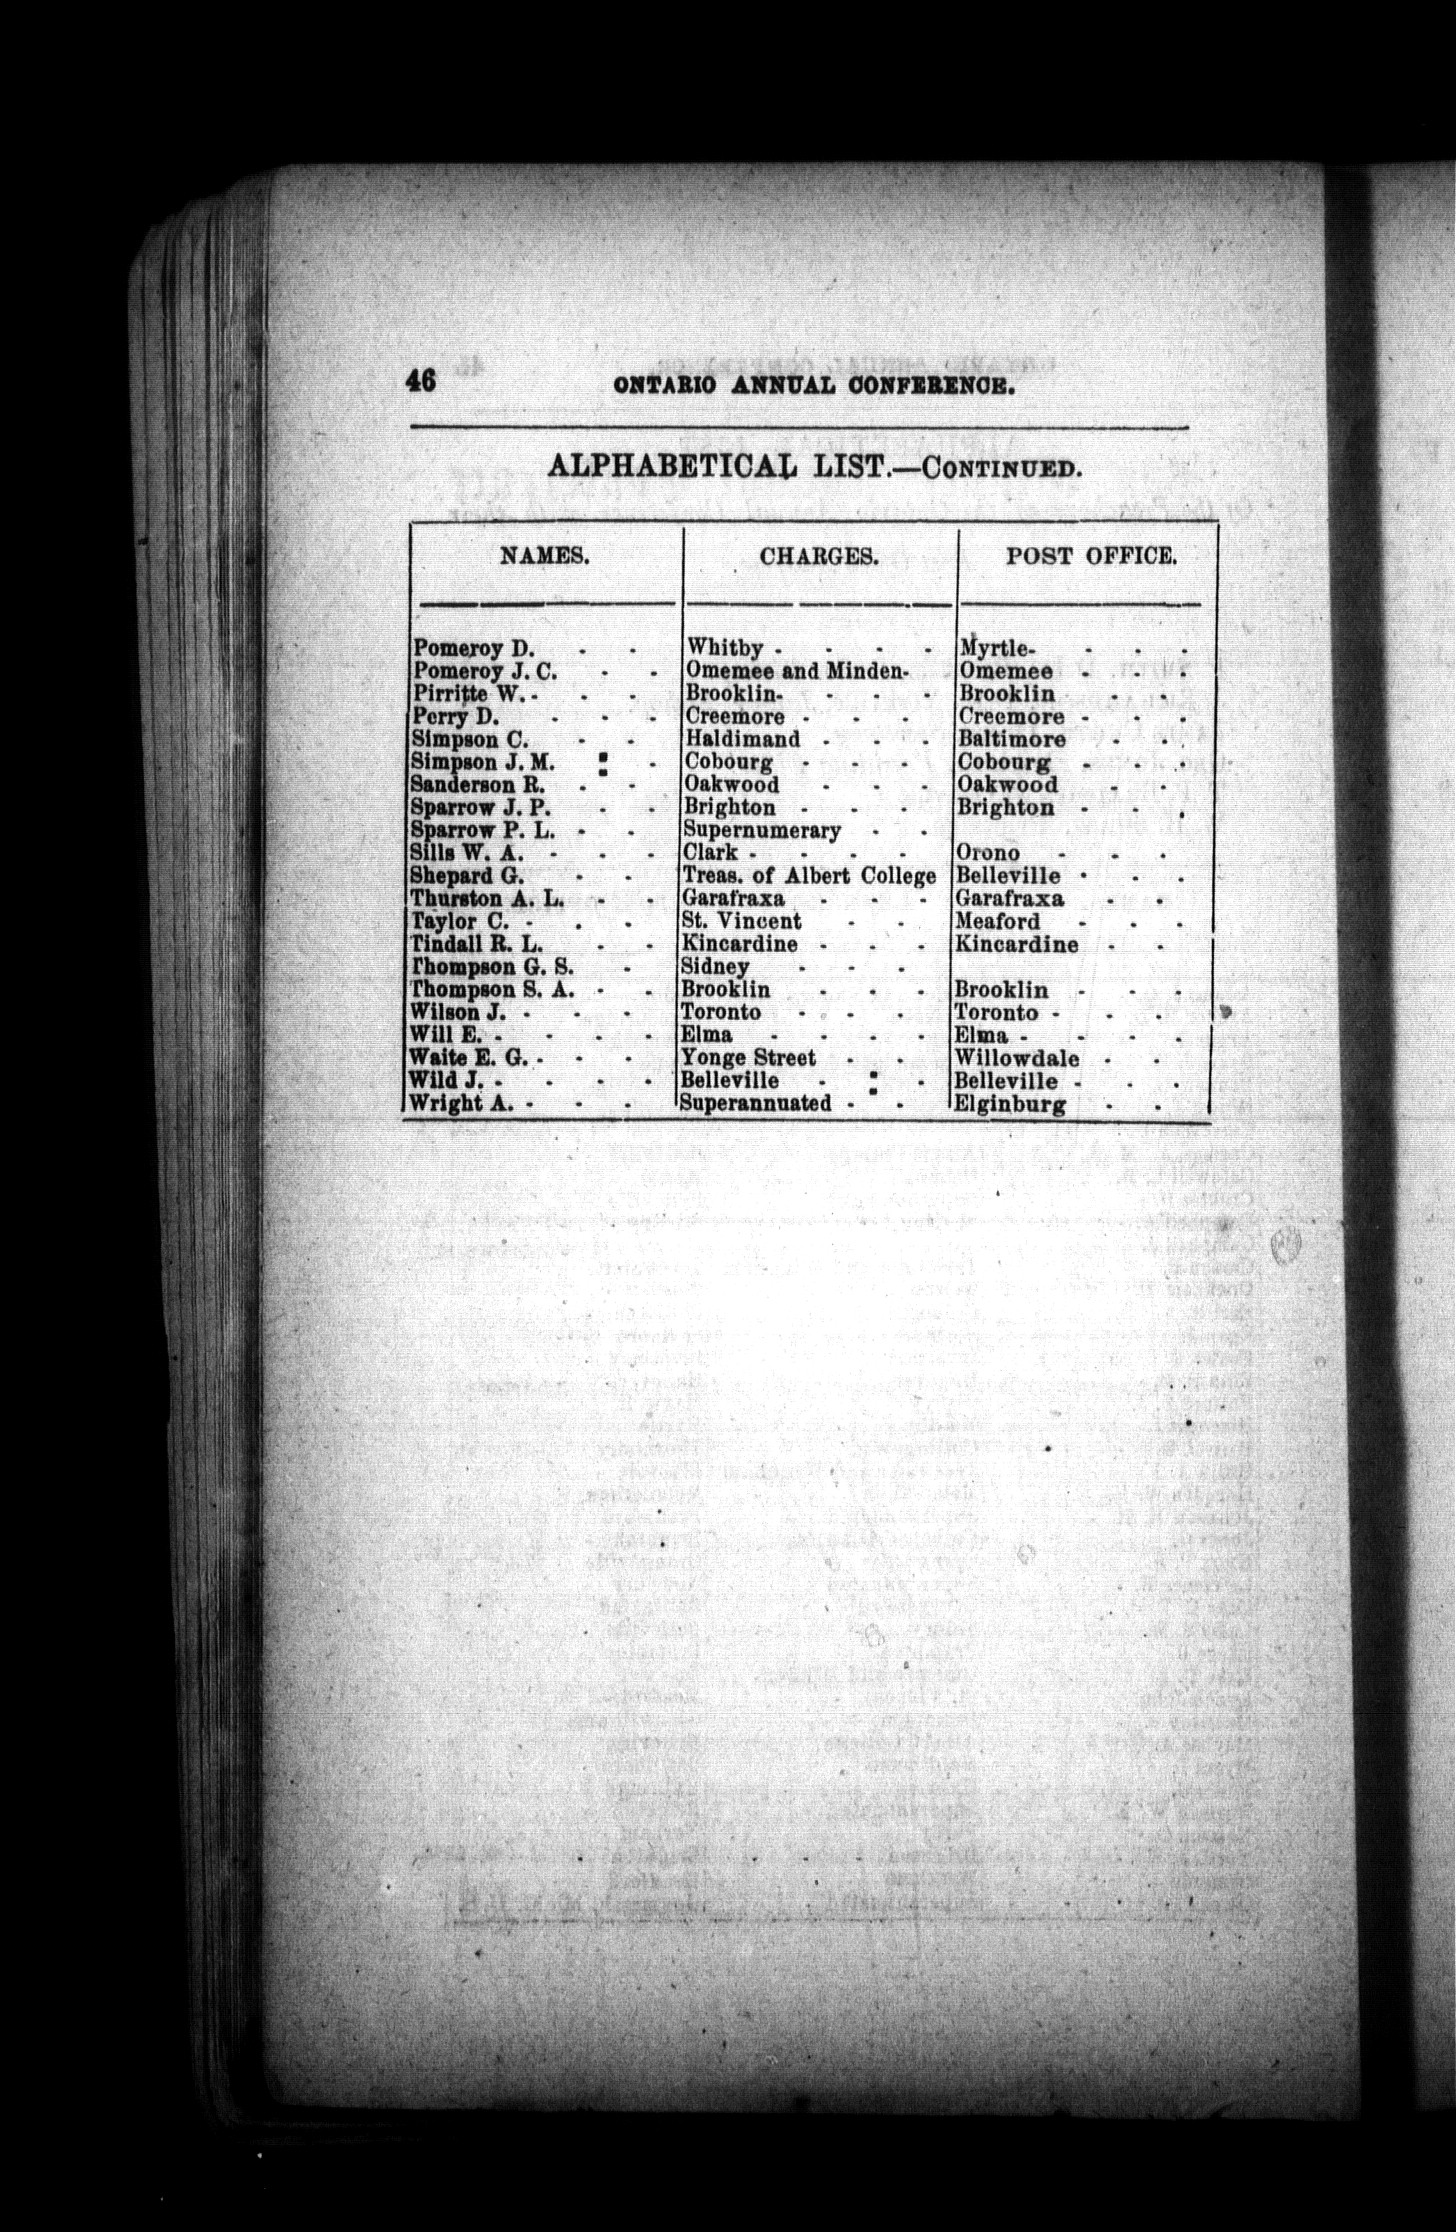 46 ONTARIO ANNUAL CONFERENCE.
ALPHABETICAL LIST.—CONTINUED.
NAMES. CHARGES. POST OFFICE.
Pomeroy D. - - Whitby - - - - Myrtle- - - -
Pomeroy J. C. - - Omemee and Minden- Omemee - - -
Pirritte W. - - - Brooklin- - - - Brooklin - -
Perry D. - - - Creemore - - - Creemore - - -
Simpson C. - - Haldimand - - - Baltimore - - -
Simpson J. M. - Cobourg - - - Cobourg - - -
Sanderson R. - - Oakwood - - - Oakwood - - -
Sparrow J. P. - - Brighton - - - Brighton - - -
Sparrow P. L. - - Supernumerary - -
Sills W. A. - - - Clark - - - - Orono - - -
Shepard G. - - Treas. of Albert College Belleville - - -
Thurston A. L. - - Garafraxa - - - Garafraxa - -
Taylor C. - - - St. Vincent - - Meaford - - -
Tindall R. L. - - Kincardine - - - Kincardine - -
Thompson G. S. - Sidney - - -
Thompson S. A. - - Brooklin - - - Brooklin - - -
Wilson J. - - - Toronto - - - Toronto - - -
Will E. - - - - Elma - - - - Elma - - - -
Waite E. G. - - - Yonge Street - - Willowdale - -
Wild J. - - - - Belleville - - Belleville - - -
Wright A. - - - Superannuated - - Elginburg - -